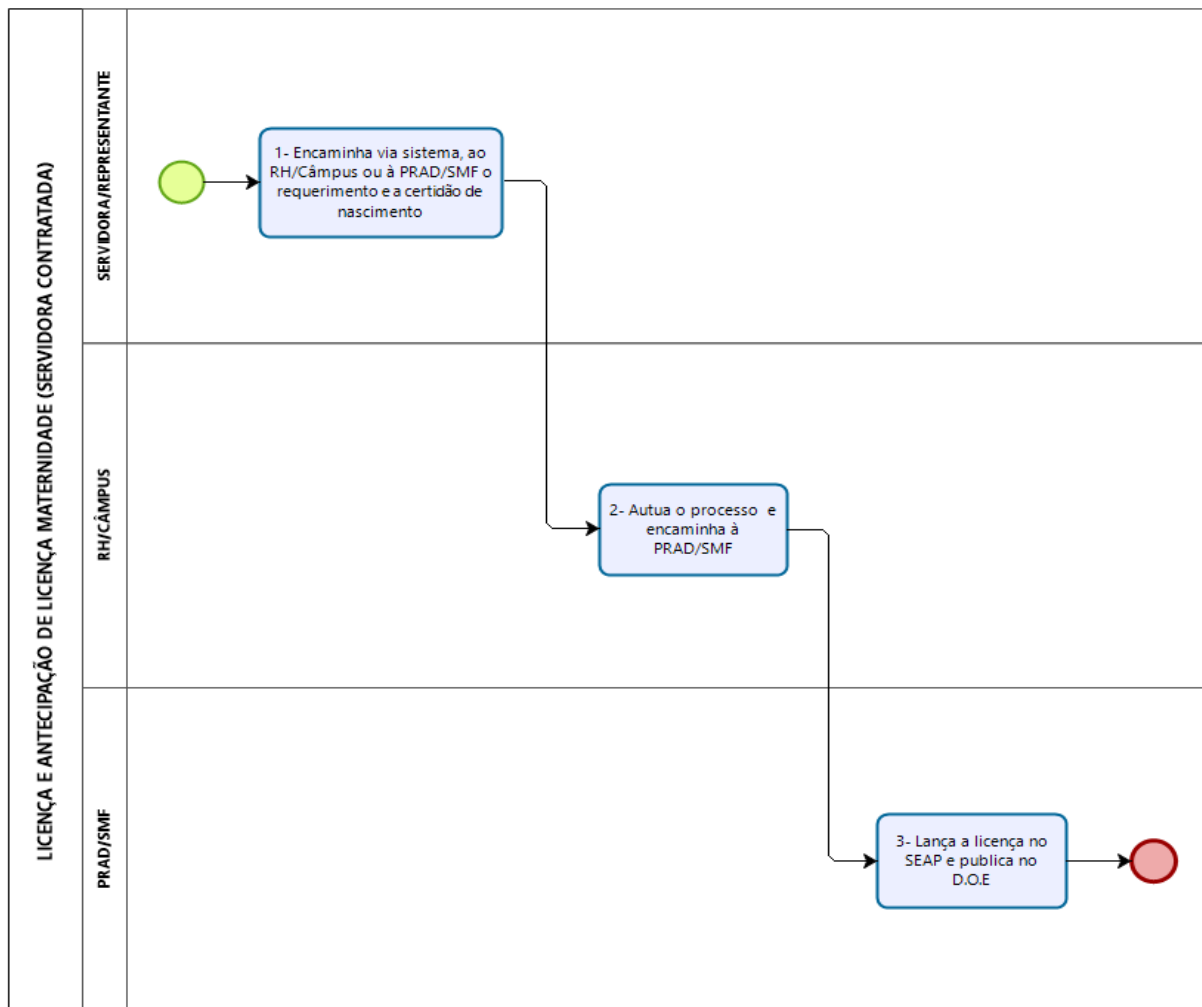 LICENÇA E ANTECIPAÇÃO DE LICENÇA MATERNIDADE (SERVIDORA CONTRATADA)
SERVIDORA/REPRESENTANTE
1- Encaminha via sistema, ao
RH/Câmpus ou à PRAD/SMF o
requerimento e a certidão de
nascimento
RH/CÂMPUS
2- Autua o processo e
encaminha à
PRAD/SMF
PRAD/SMF
3- Lança a licença no
SEAP e publica no
D.O.E